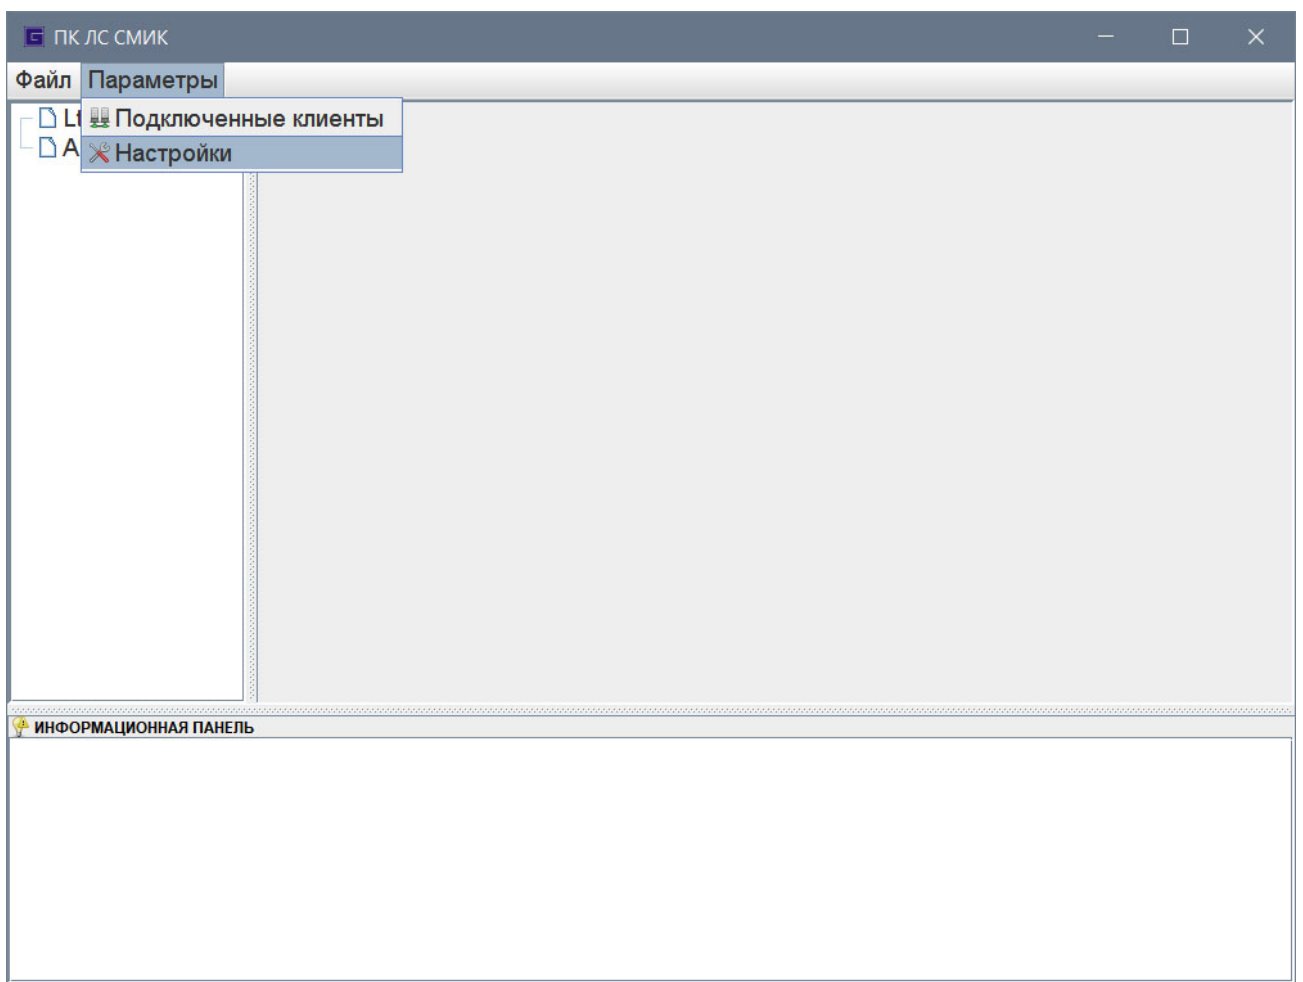 ПК ЛС СМИК
Файл Параметры
Подключенные клиенты
Настройки
ИНФОРМАЦИОННАЯ ПАНЕЛЬ